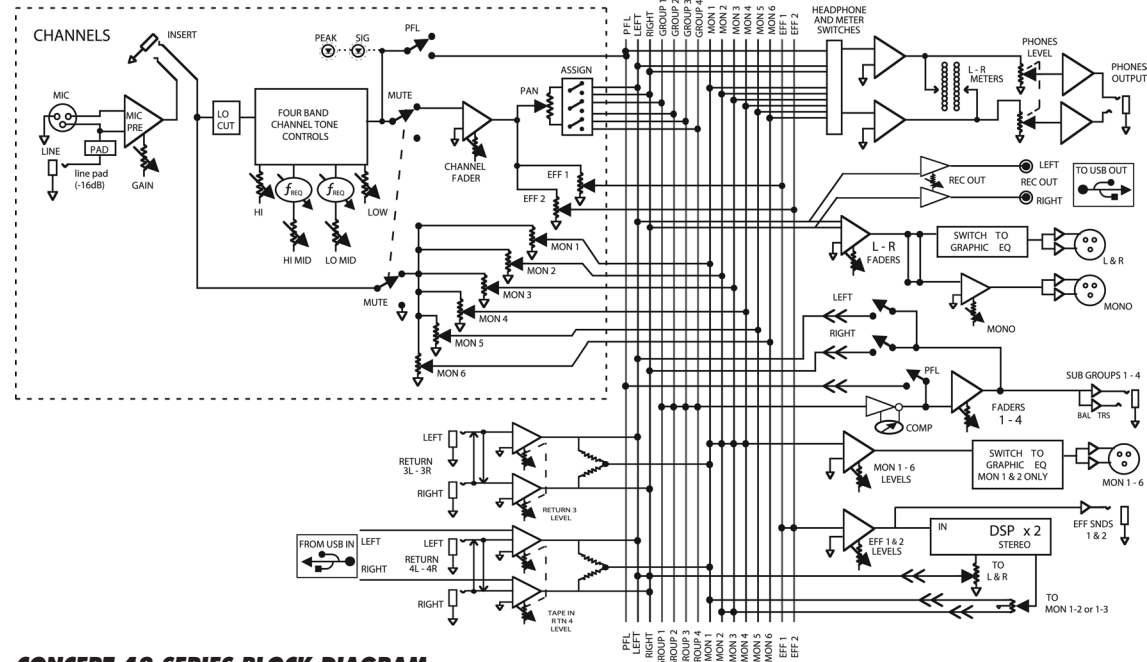 CHANNELS
INSERT
PEAK SIG
PFL
MIC
LINE
MIC
PRE
PAD
line pad
(-16dB)
GAIN
LO
CUT
FOUR BAND
CHANNEL TONE
CONTROLS
HI
fREQ
fREQ
LOW
HI MID
LO MID
MUTE
MUTE
CHANNEL
FADER
PAN
ASSIGN
EFF 1
EFF 2
MON 1
MON 2
MON 3
MON 4
MON 5
MON 6
PFL
LEFT
RIGHT
GROUP 1
GROUP 2
GROUP 3
GROUP 4
MON 1
MON 2
MON 3
MON 4
MON 5
MON 6
EFF 1
EFF 2
HEADPHONE
AND METER
SWITCHES
L - R
METERS
PHONES
LEVEL
PHONES
OUTPUT
REC OUT
LEFT
REC OUT
RIGHT
TO USB OUT
L - R
FADERS
SWITCH TO
GRAPHIC EQ
L & R
MONO
MONO
LEFT
RIGHT
PFL
COMP
FADERS
1 - 4
SUB GROUPS 1 - 4
BAL TRS
MON 1 - 6
LEVELS
SWITCH TO
GRAPHIC EQ
MON 1 & 2 ONLY
MON 1 - 6
EFF 1 & 2
LEVELS
IN
DSP x 2
STEREO
EFF SNDS
1 & 2
TO
L & R
TO
MON 1-2 or 1-3
LEFT
RETURN
3L - 3R
RIGHT
RETURN 3
LEVEL
FROM USB IN
LEFT
RIGHT
LEFT
RETURN
4L - 4R
RIGHT
TAPE IN
RTN 4
LEVEL
PFL
LEFT
RIGHT
GROUP 1
GROUP 2
GROUP 3
GROUP 4
MON 1
MON 2
MON 3
MON 4
MON 5
MON 6
EFF 1
EFF 2
CONCEPT 48 SERIES BLOCK DIAGRAM